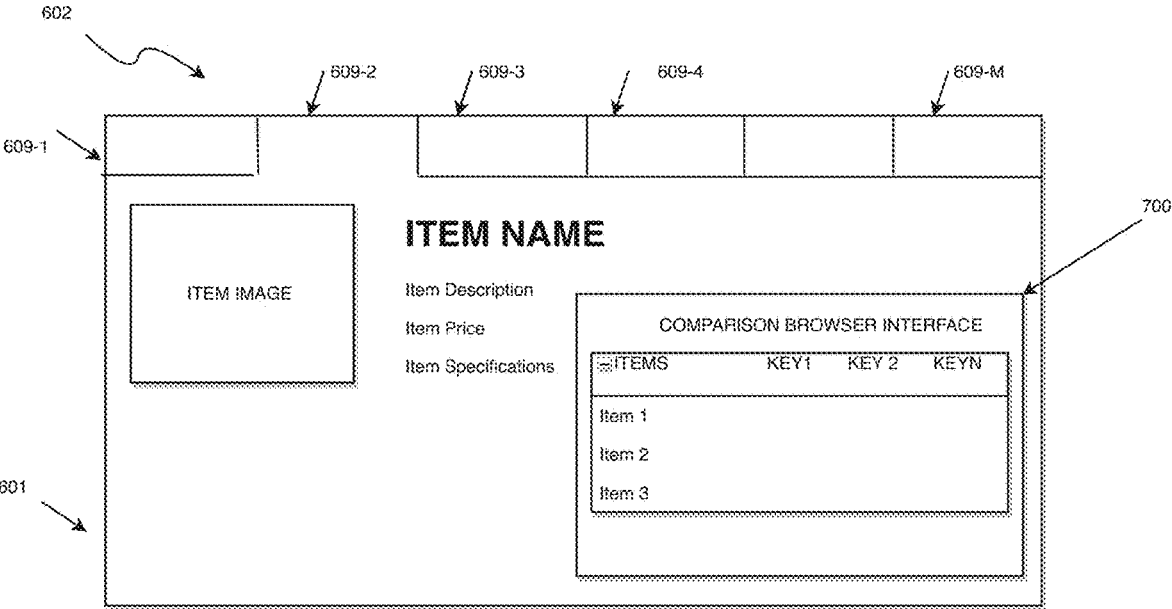 602
609-2 609-3 609-4 609-M
609-1
700
ITEM NAME
ITEM IMAGE
Item Description
Item Price
Item Specifications
COMPARISON BROWSER INTERFACE
ITEMS KEY1 KEY 2 KEYN
Item 1
Item 2
Item 3
601